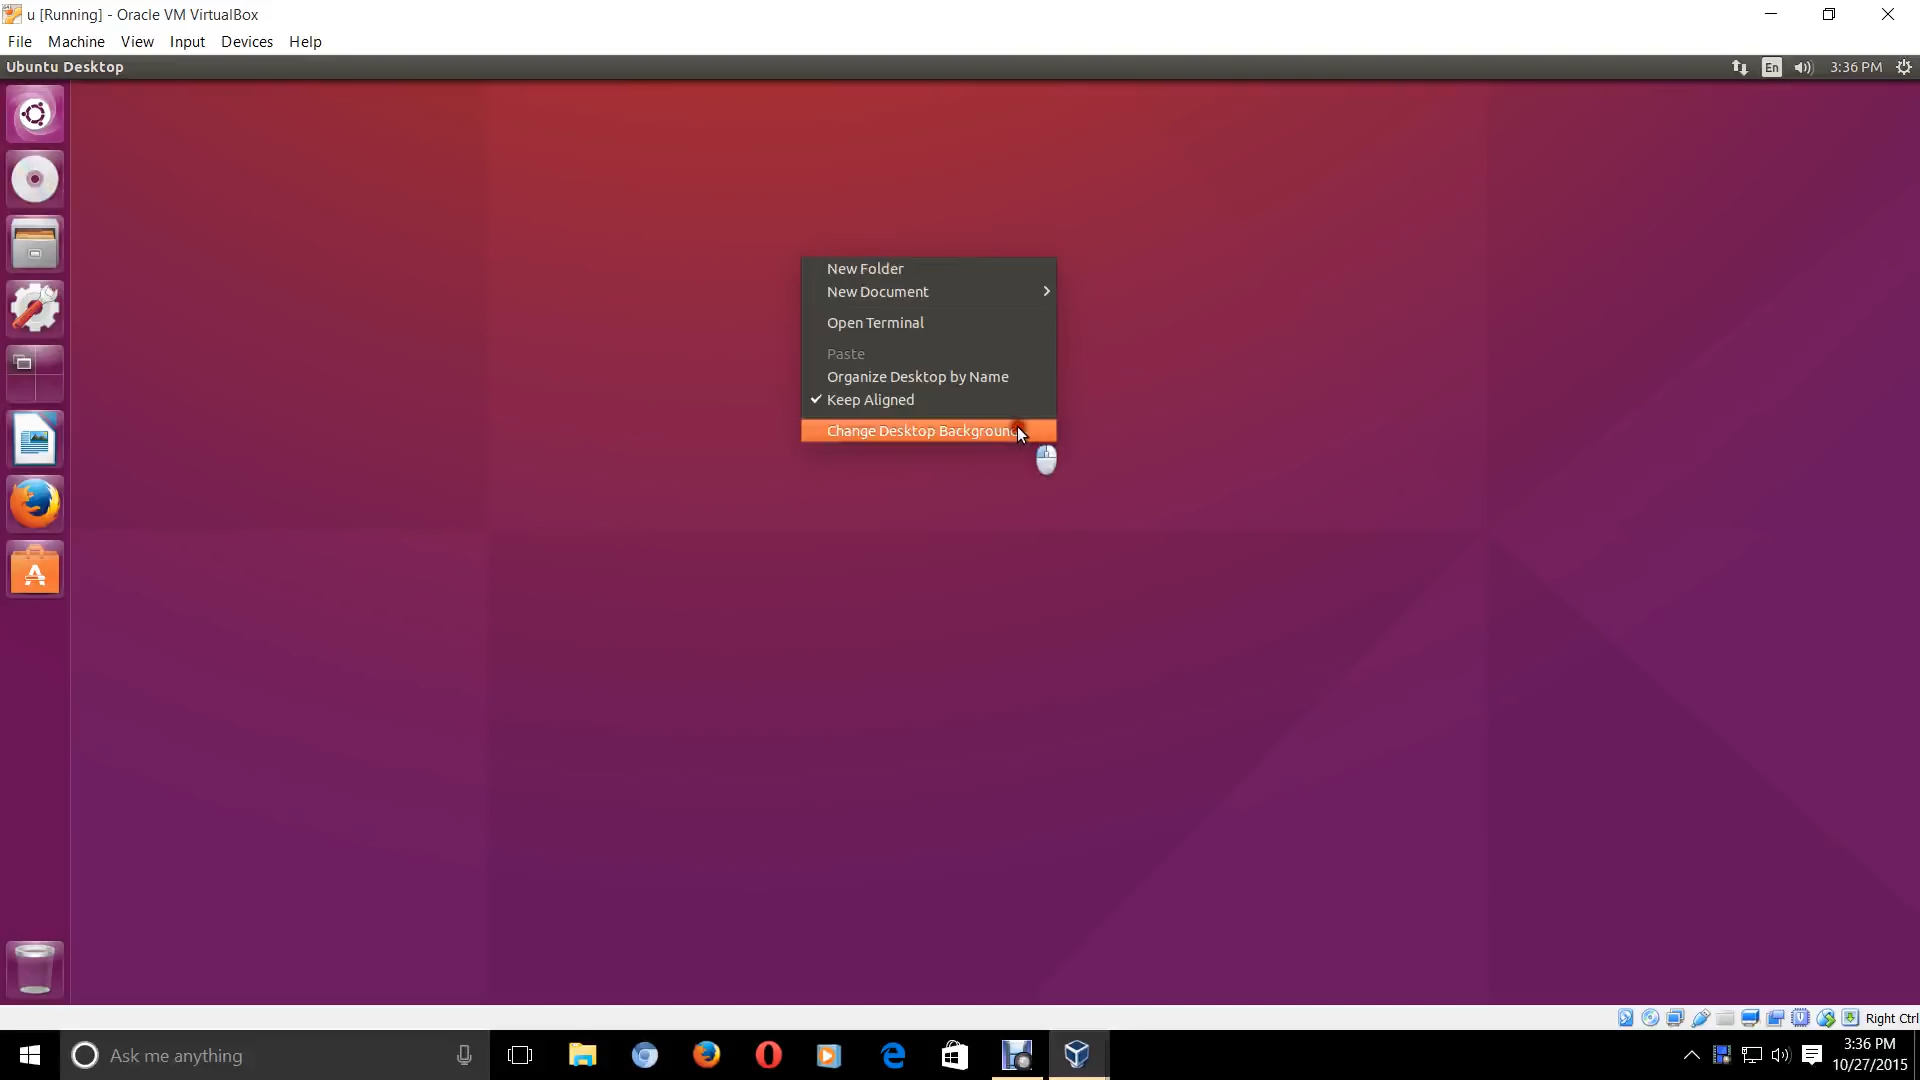 u [Running] - Oracle VM VirtualBox
File Machine View Input Devices Help
Ubuntu Desktop
En 3:36 PM
New Folder
New Document
Open Terminal
Paste
Organize Desktop by Name
Keep Aligned
Change Desktop Background
Right Ctrl
Ask me anything
3:36 PM
10/27/2015